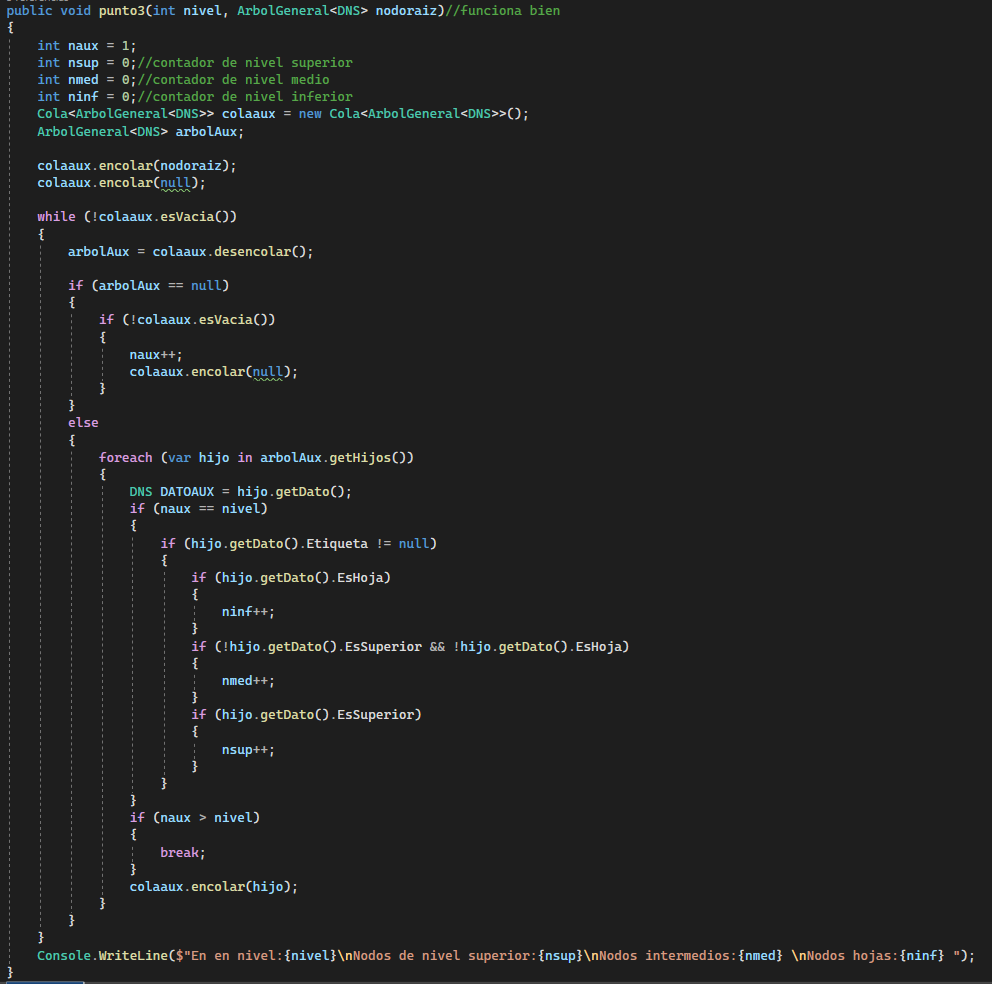 public void punto3(int nivel, ArbolGeneral<DNS> nodoraiz)//funciona bien
{
int naux = 1;
int nsup = 0;//contador de nivel superior
int nmed = 0;//contador de nivel medio
int ninf = 0;//contador de nivel inferior
Cola<ArbolGeneral<DNS>> colaaux = new Cola<ArbolGeneral<DNS>>();
ArbolGeneral<DNS> arbolAux;
colaaux.encolar(nodoraiz);
colaaux.encolar(null);
while (!colaaux.esVacia())
{
arbolAux = colaaux.desencolar();
if (arbolAux == null)
{
if (!colaaux.esVacia())
{
naux++;
colaaux.encolar(null);
}
}
else
{
foreach (var hijo in arbolAux.getHijos())
{
DNS DATOAUX = hijo.getDato();
if (naux == nivel)
{
if (hijo.getDato().Etiqueta != null)
{
if (hijo.getDato().EsHoja)
{
ninf++;
}
if (!hijo.getDato().EsSuperior && !hijo.getDato().EsHoja)
{
nmed++;
}
if (hijo.getDato().EsSuperior)
{
nsup++;
}
}
}
if (naux > nivel)
{
break;
}
colaaux.encolar(hijo);
}
}
}
Console.WriteLine($"En en nivel:{nivel}\nNodos de nivel superior:{nsup}\nNodos intermedios:{nmed} \nNodos hojas:{ninf} ");
}